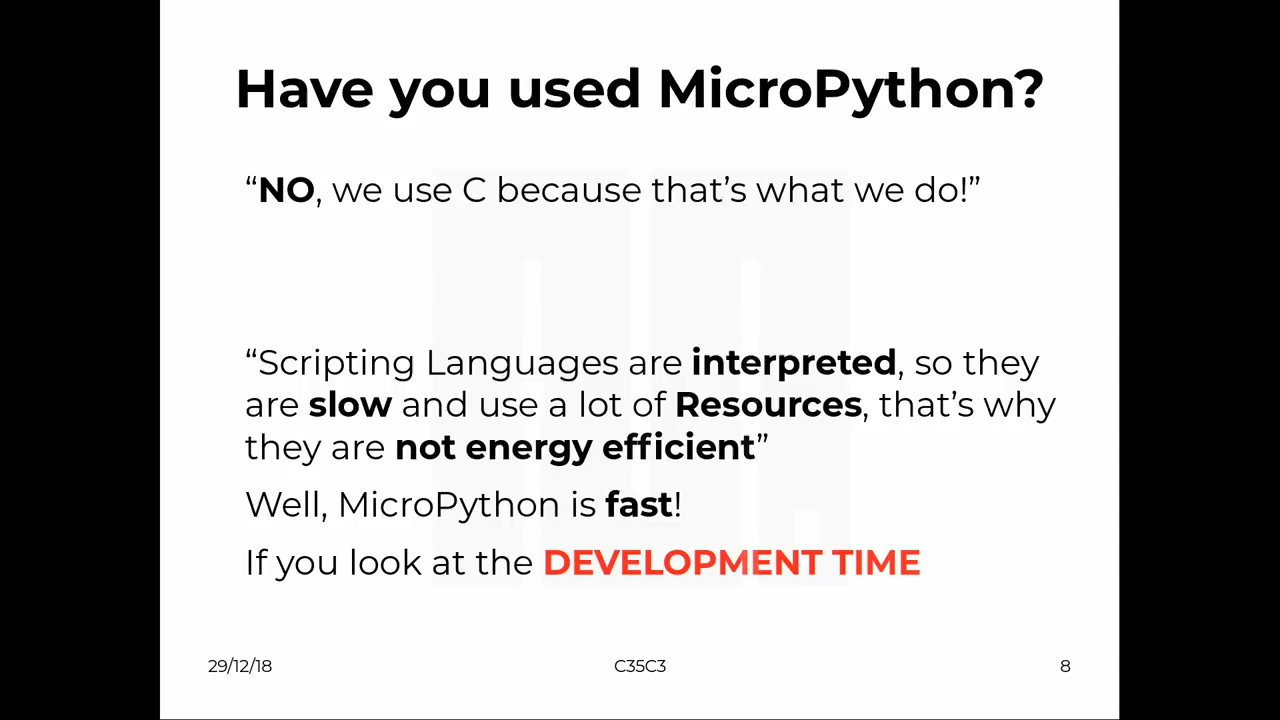 Have you used MicroPython?
“NO, we use C because that’s what we do!”
“Scripting Languages are interpreted, so they
are slow and use a lot of Resources, that’s why
they are not energy efficient”
Well, MicroPython is fast!
If you look at the DEVELOPMENT TIME
29/12/18
C35C3
8